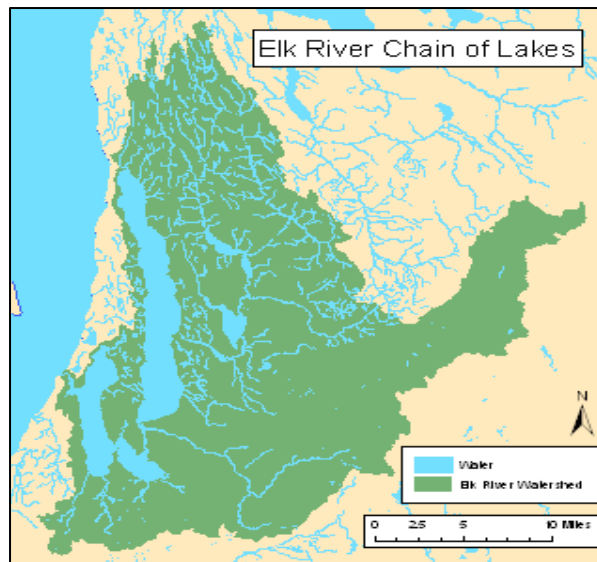 Elk River Chain of Lakes
N
Water
Elk River Watershed
0 2.5 5 10 Miles